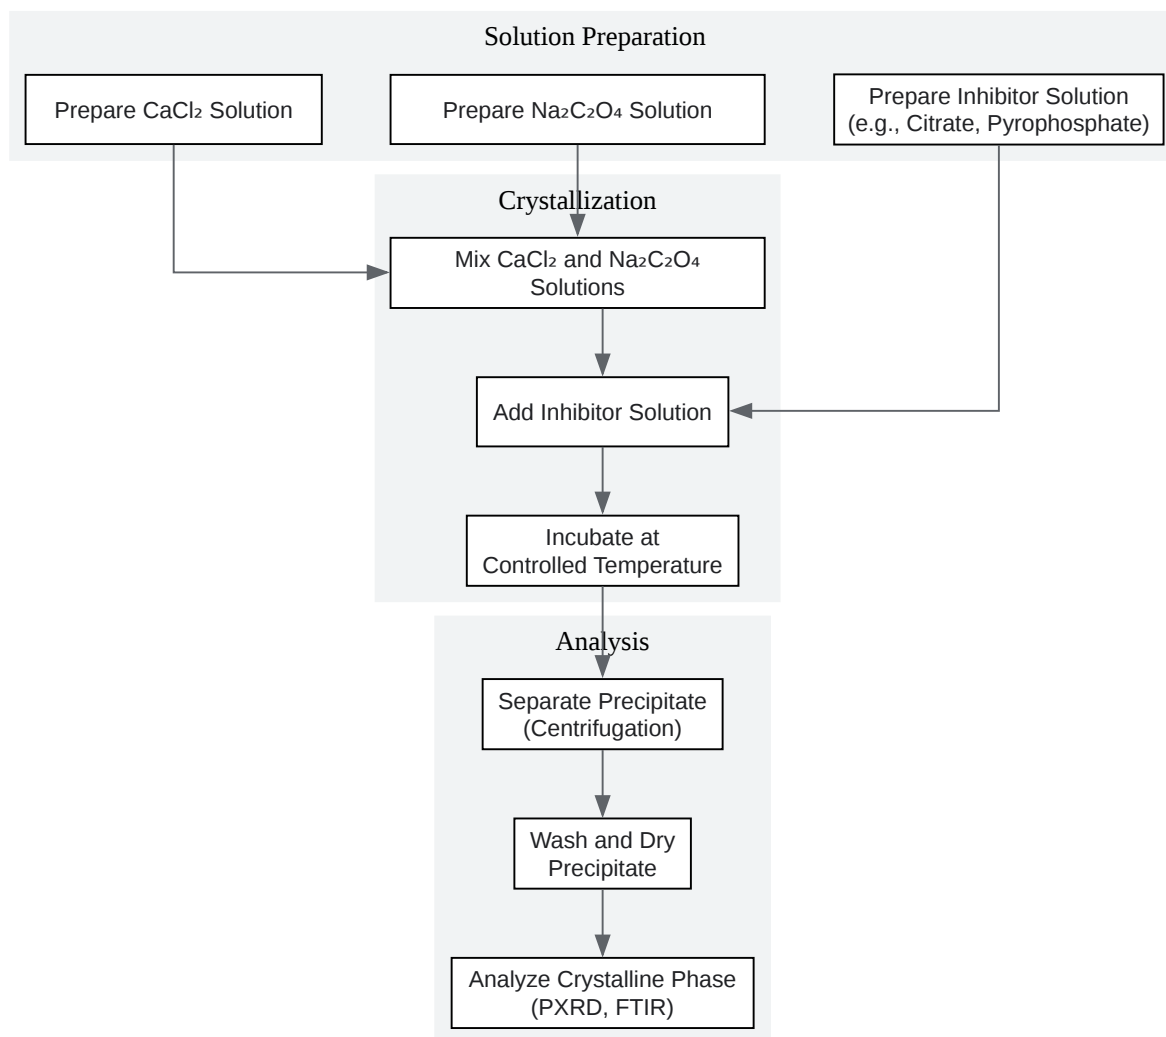 Solution Preparation
Prepare CaCl₂ Solution
Prepare Na₂C₂O₄ Solution
Prepare Inhibitor Solution
(e.g., Citrate, Pyrophosphate)
Crystallization
Mix CaCl₂ and Na₂C₂O₄
Solutions
Add Inhibitor Solution
Incubate at
Controlled Temperature
Analysis
Separate Precipitate
(Centrifugation)
Wash and Dry
Precipitate
Analyze Crystalline Phase
(PXRD, FTIR)